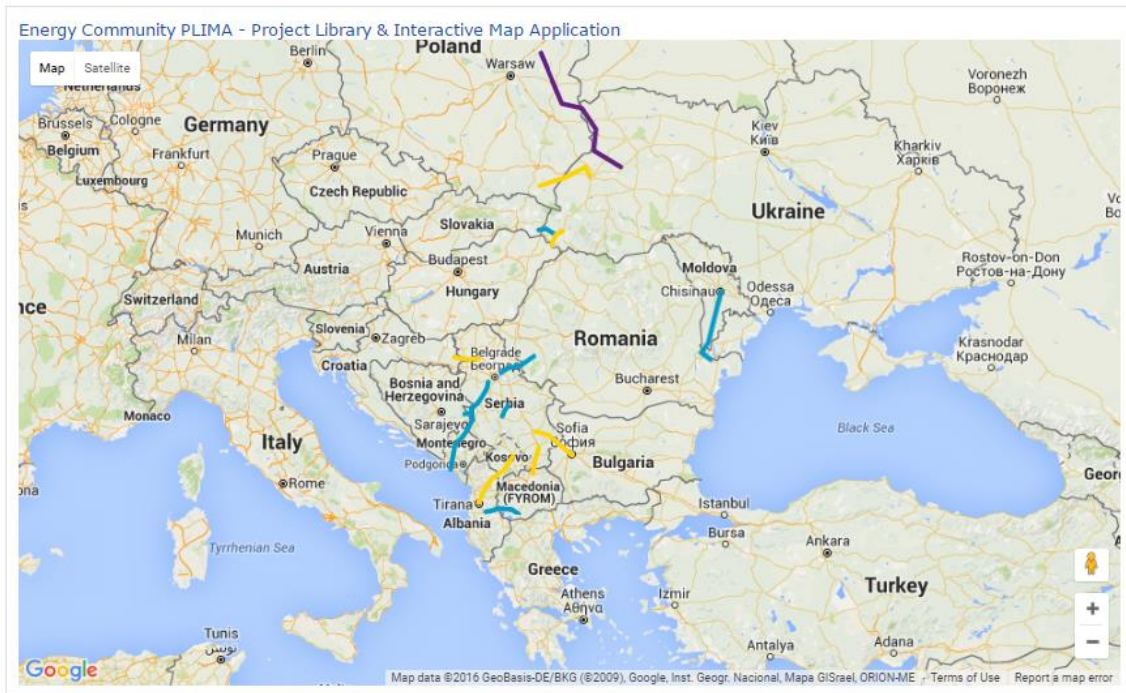 Energy Community PLIMA - Project Library & Interactive Map Application
Poland
Berlin
Warsaw
Map Satellite
Netherlands
Voronezh
Воронеж
Brussels
Cologne
Belgium
Germany
Kiev
Київ
Kharkiv
Харків
Frankfurt
Prague
Luxembourg
Czech Republic
Ukraine
Slovakia
Munich
Vienna
Austria
Budapest
Hungary
Moldova
Chisinau
Odessa
Одеса
Rostov-on-Don
Ростов-на-Дону
Switzerland
nce
Slovenia
Zagreb
Milan
Croatia
Romania
Belgrade
Krasnodar
Краснодар
Bosnia and
Herzegovina
Bucharest
Serbia
Monaco
Sarajevo
Sofia
София
Black Sea
Italy
Montenegro
Kosovo
Podgorica
Bulgaria
Rome
Macedonia
(FYROM)
Geor
ona
Tirana
Albania
Istanbul
Bursa
Ankara
Tyrrhenian Sea
Greece
Turkey
Athens
Αθήνα
Izmir
Tunis
تونس
Antalya
Adana
+
−
Google
Map data ©2016 GeoBasis-DE/BKG (©2009), Google, Inst. Geogr. Nacional, Mapa GISrael, ORION-ME Terms of Use Report a map error